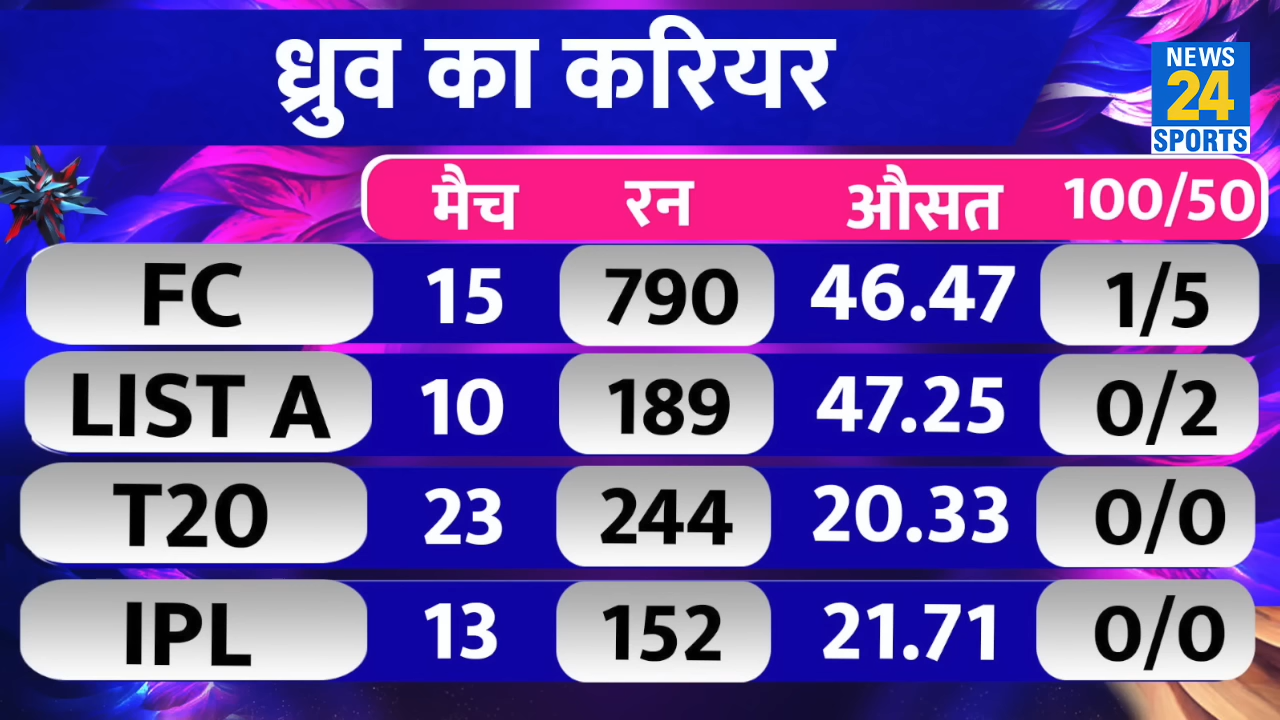 ध्रुव का करियर
NEWS
24
SPORTS
मैच रन औसत 100/50
FC 15 790 46.47 1/5
LIST A 10 189 47.25 0/2
T20 23 244 20.33 0/0
IPL 13 152 21.71 0/0